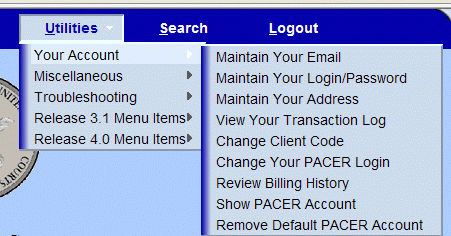 Utilities Search Logout
Your Account
Miscellaneous
Troubleshooting
Release 3.1 Menu Items
Release 4.0 Menu Items
Maintain Your Email
Maintain Your Login/Password
Maintain Your Address
View Your Transaction Log
Change Client Code
Change Your PACER Login
Review Billing History
Show PACER Account
Remove Default PACER Account
COURTS